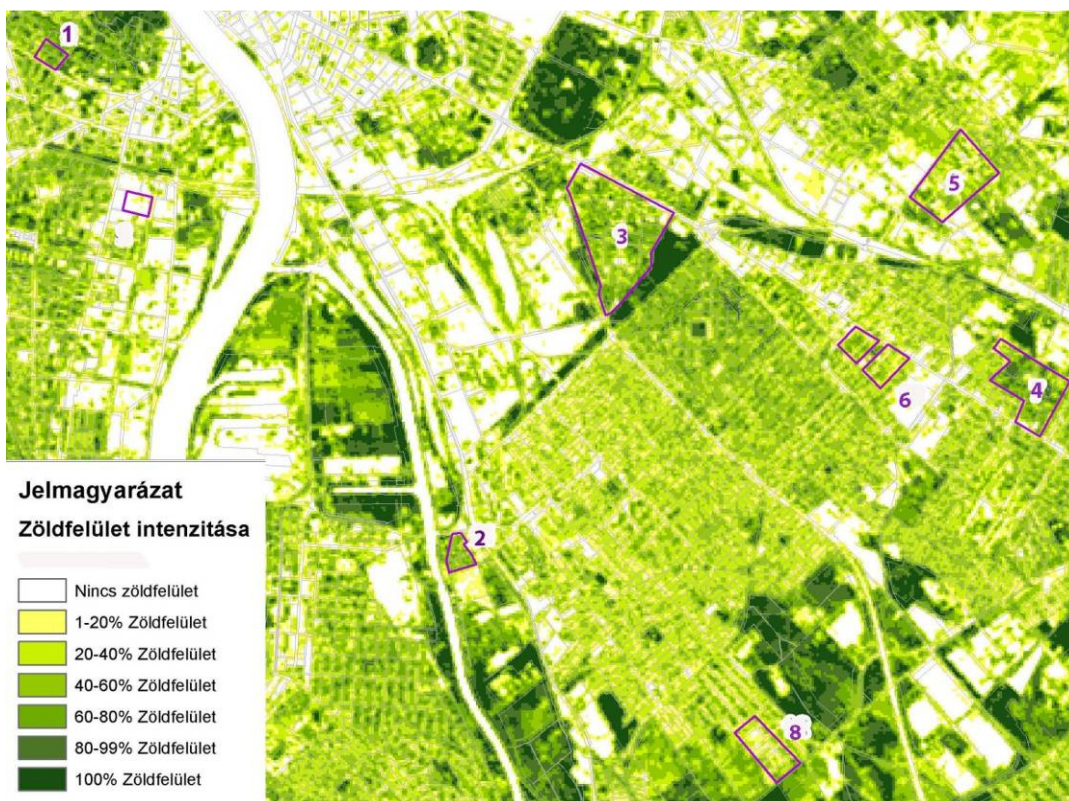 1
5
3
4
6
2
8
Jelmagyarázat
Zöldfelület intenzitása
Nincs zöldfelület
1-20% Zöldfelület
20-40% Zöldfelület
40-60% Zöldfelület
60-80% Zöldfelület
80-99% Zöldfelület
100% Zöldfelület